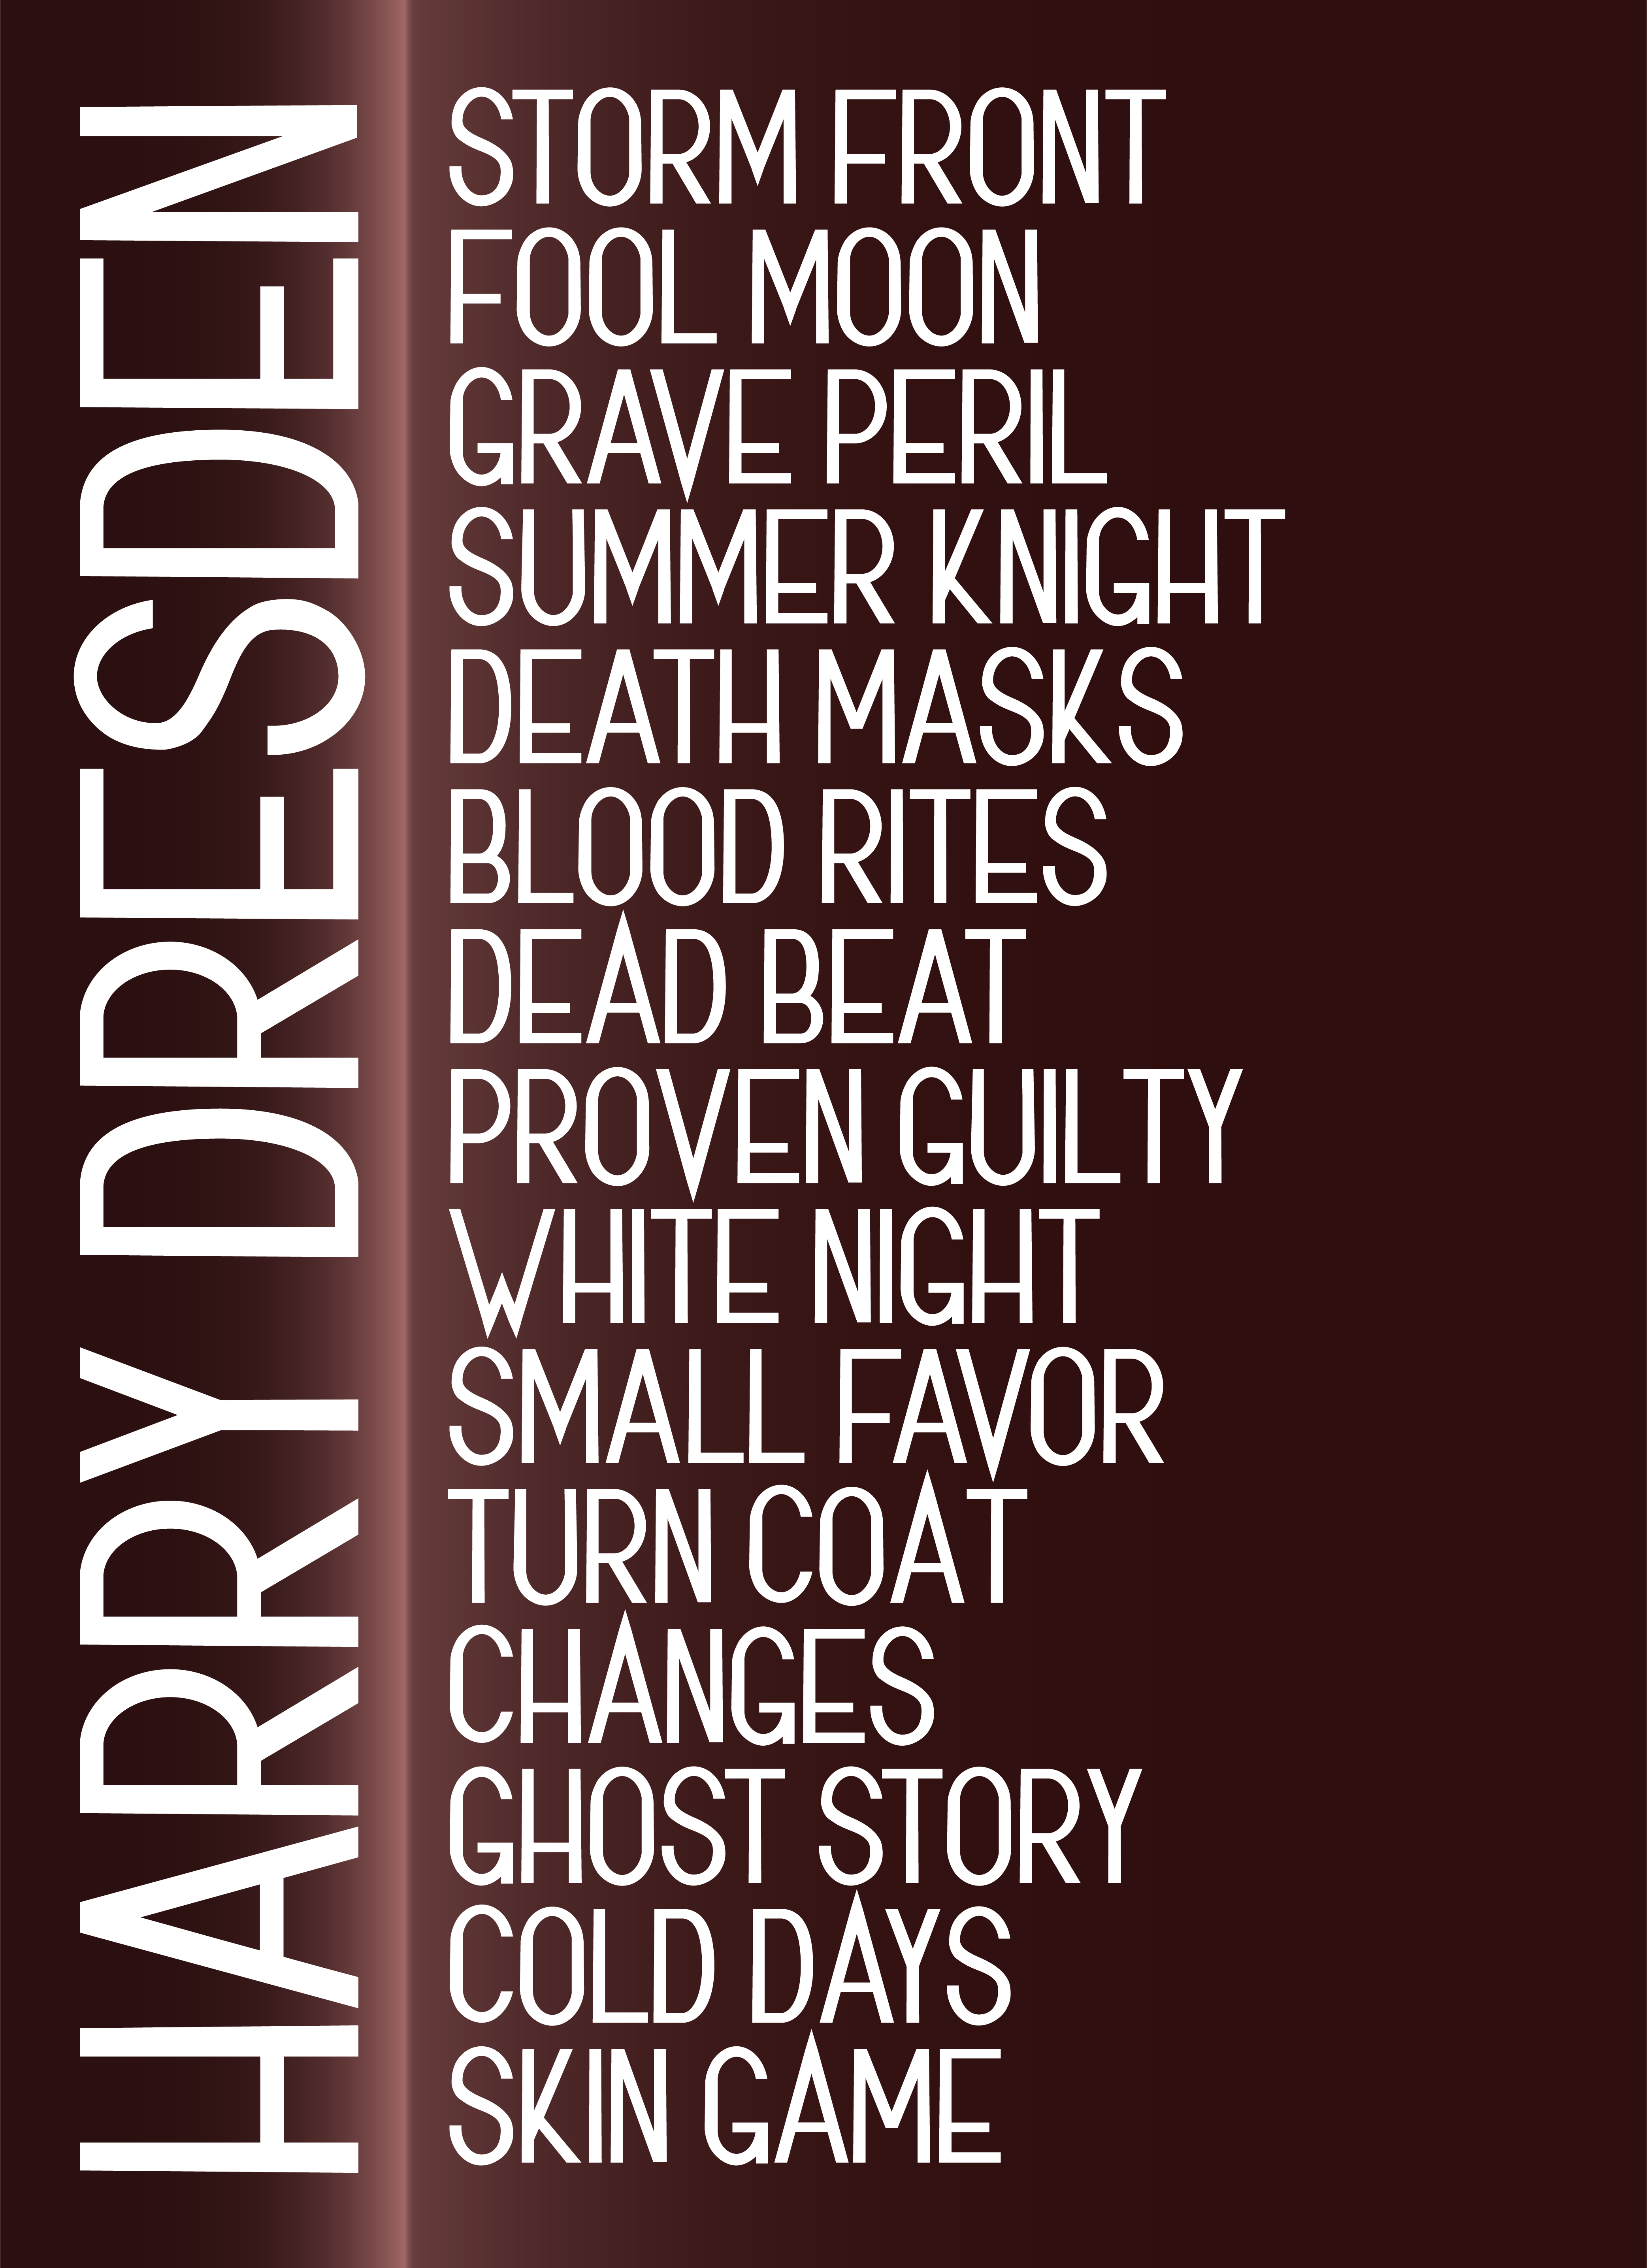 HARRY DRESDEN
STORM FRONT
FOOL MOON
GRAVE PERIL
SUMMER KNIGHT
DEATH MASKS
BLOOD RITES
DEAD BEAT
PROVEN GUILTY
WHITE NIGHT
SMALL FAVOR
TURN COAT
CHANGES
GHOST STORY
COLD DAYS
SKIN GAME